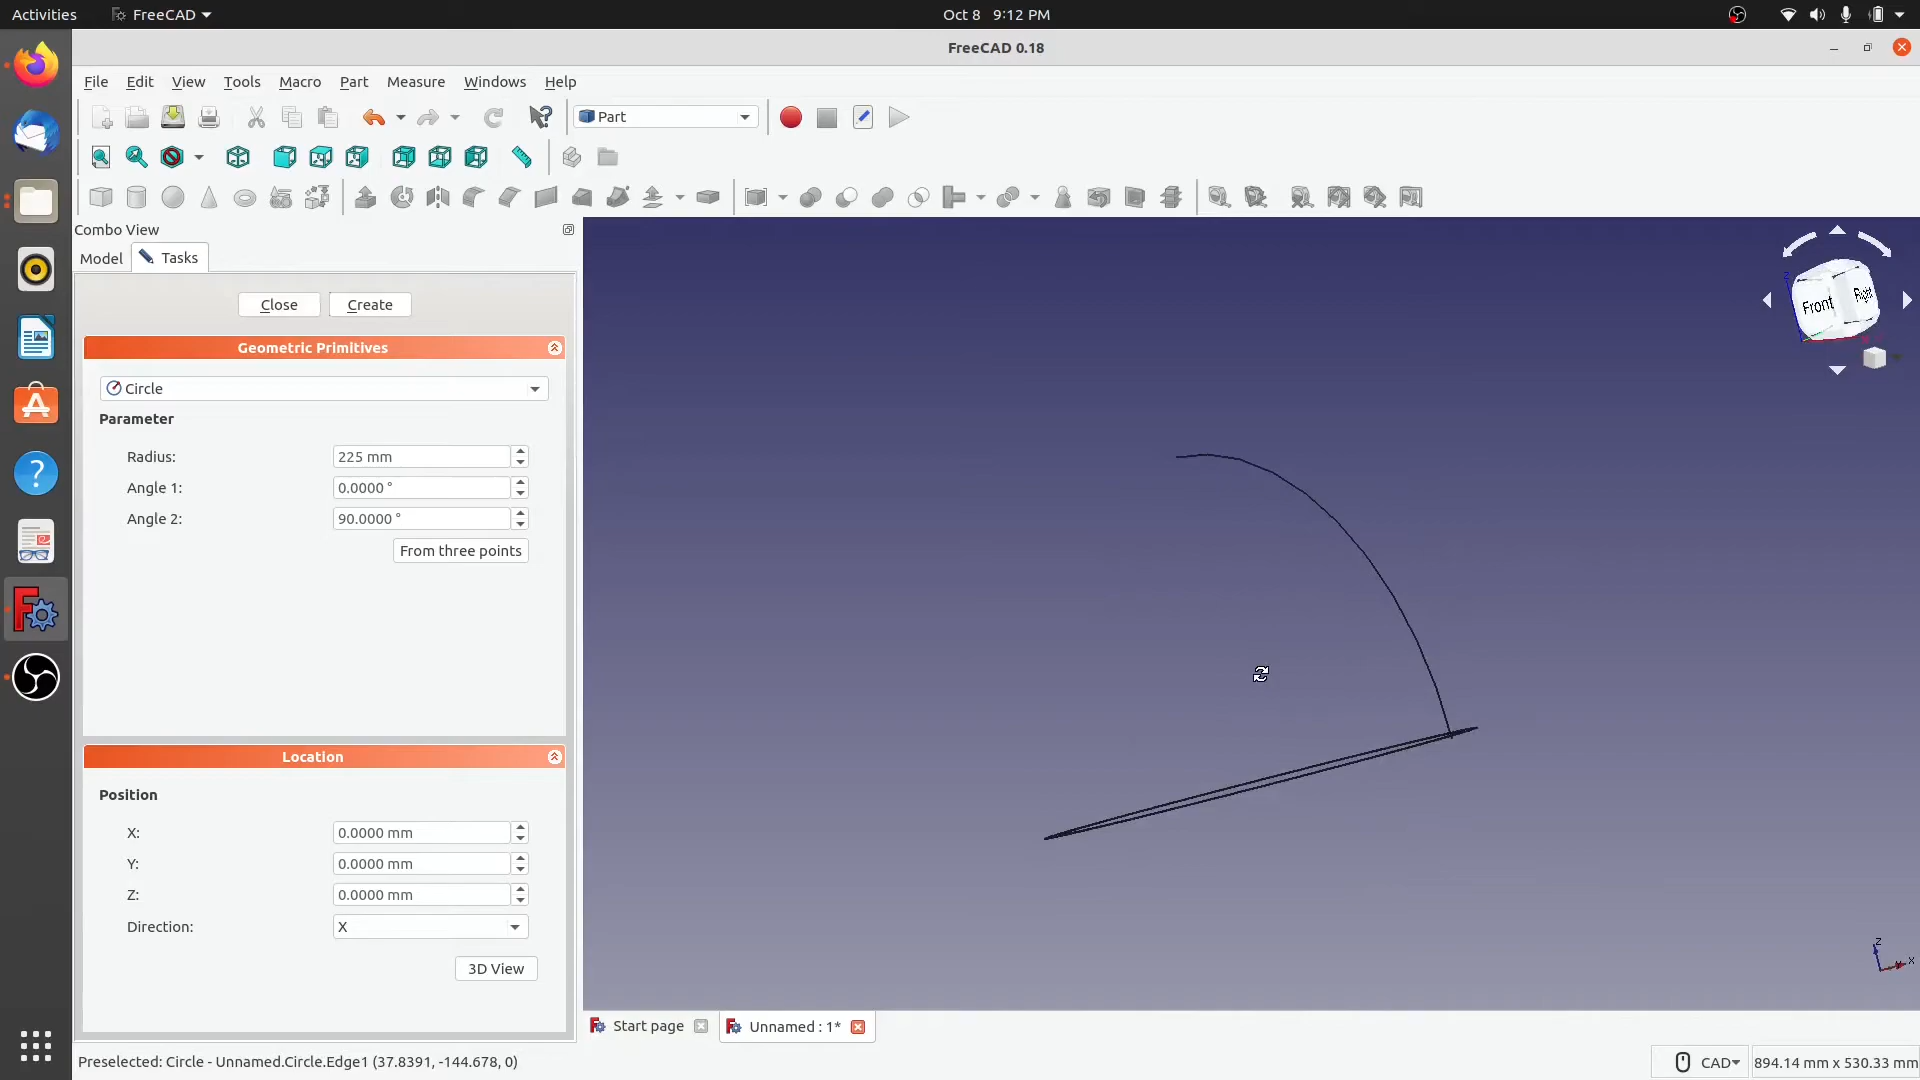 Activities
FreeCAD
Oct 8 9:12 PM
FreeCAD 0.18
File Edit View Tools Macro Part Measure Windows Help
Part
Combo View
Model
Tasks
Close
Create
Geometric Primitives
Circle
Parameter
Radius: 225 mm
Angle 1: 0.0000 °
Angle 2: 90.0000 °
From three points
Location
Position
X: 0.0000 mm
Y: 0.0000 mm
Z: 0.0000 mm
Direction: X
3D View
Front
Right
Z
X
Start page
Unnamed : 1*
Preselected: Circle - Unnamed.Circle.Edge1 (37.8391, -144.678, 0)
CAD
894.14 mm x 530.33 mm